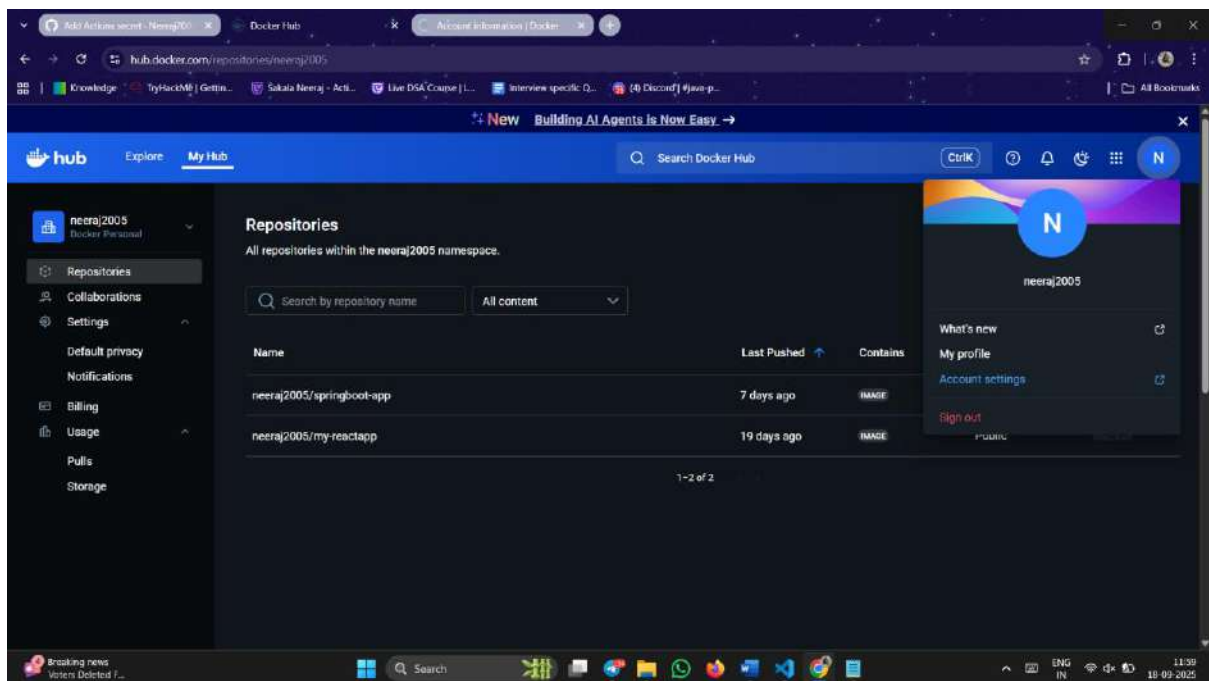 Add Actions secret · Neeraj200
Docker Hub
Account information | Docker
hub.docker.com/repositories/neeraj2005
Knowledge
TryHackMe | Gettin...
Sakala Neeraj - Acti...
Live DSA Course | L...
Interview specific Q...
(4) Discord | #java-p...
All Bookmarks
New Building AI Agents is Now Easy →
hub
Explore
My Hub
Search Docker Hub
CtrlK
N
neeraj2005
Docker Personal
Repositories
Collaborations
Settings
Default privacy
Notifications
Billing
Usage
Pulls
Storage
Repositories
All repositories within the neeraj2005 namespace.
Search by repository name
All content
Name Last Pushed Contains
neeraj2005/springboot-app 7 days ago IMAGE
neeraj2005/my-reactapp 19 days ago IMAGE Public
1–2 of 2
N
neeraj2005
What's new
My profile
Account settings
Sign out
Breaking news
Voters Deleted F...
Search
ENG
IN
11:59
18-09-2025